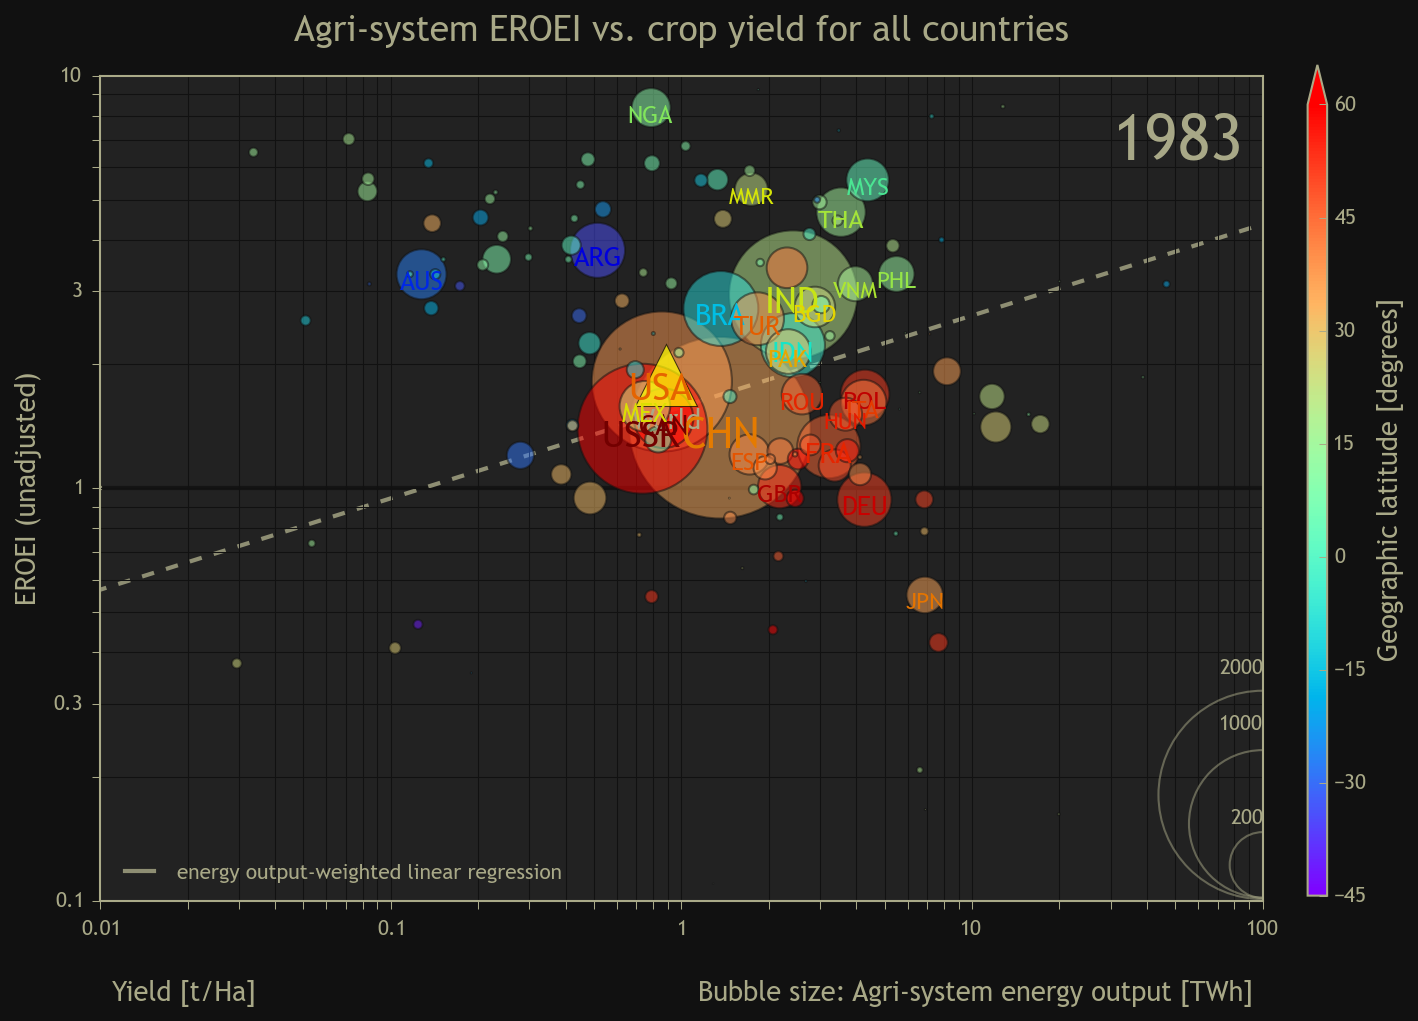 Agri-system EROEI vs. crop yield for all countries
1983
10
3
1
0.3
0.1
EROEI (unadjusted)
NGA
MMR
MYS
THA
ARG
AUS
VNM
PHL
IND
BGD
BRA
TUR
IDN
PAK
USA
MEX
CAN
USSR
CHN
ROU
POL
HUN
ESP
FRA
GBR
DEU
JPN
2000
1000
200
energy output-weighted linear regression
0.01
0.1
1
10
100
Yield [t/Ha]
Bubble size: Agri-system energy output [TWh]
60
45
30
15
0
−15
−30
−45
Geographic latitude [degrees]